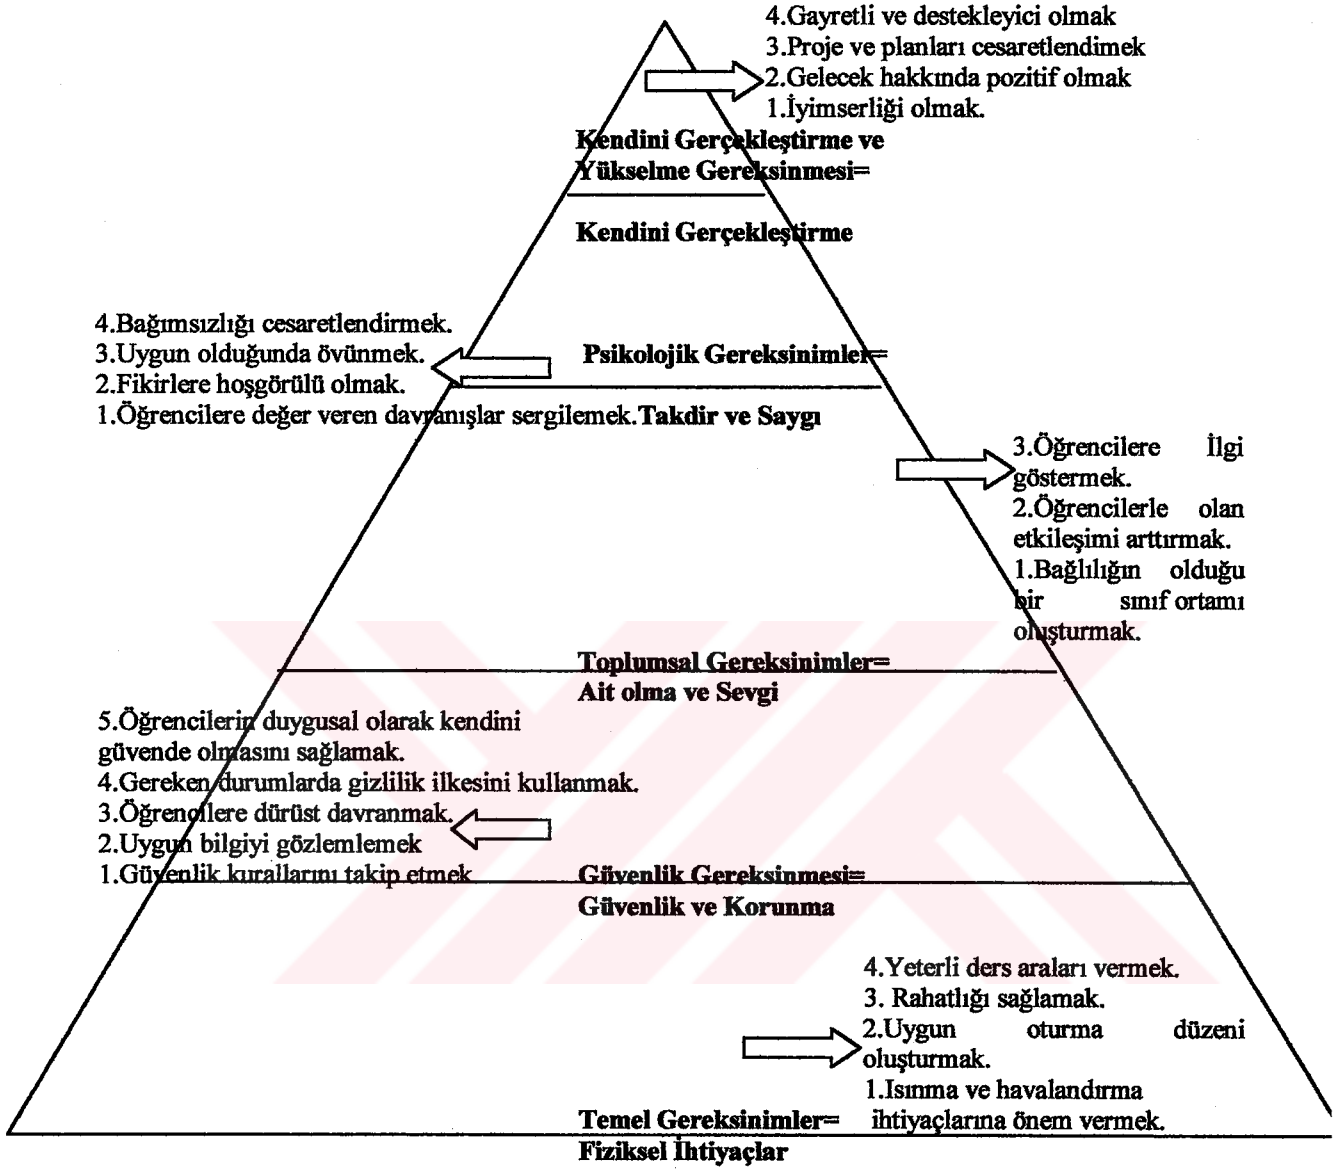 4.Gayretli ve destekleyici olmak
3.Proje ve planları cesaretlendimek
2.Gelecek hakkında pozitif olmak
1.İyimserliği olmak.
Kendini Gerçekleştirme ve
Yükselme Gereksinmesi=
Kendini Gerçekleştirme
4.Bağımsızlığı cesaretlendirmek.
3.Uygun olduğunda övünmek.
Psikolojik Gereksinimler=
2.Fikirlere hoşgörülü olmak.
1.Öğrencilere değer veren davranışlar sergilemek.Takdir ve Saygı
3.Öğrencilere İlgi
göstermek.
2.Öğrencilerle olan
etkileşimi arttırmak.
1.Bağlılığın olduğu
bir sınıf ortamı
oluşturmak.
Toplumsal Gereksinimler=
Ait olma ve Sevgi
5.Öğrencilerin duygusal olarak kendini
güvende olmasını sağlamak.
4.Gereken durumlarda gizlilik ilkesini kullanmak.
3.Öğrencilere dürüst davranmak.
2.Uygun bilgiyi gözlemlemek
1.Güvenlik kurallarını takip etmek
Güvenlik Gereksinmesi=
Güvenlik ve Korunma
4.Yeterli ders araları vermek.
3. Rahatlığı sağlamak.
2.Uygun oturma düzeni
oluşturmak.
1.Isınma ve havalandırma
ihtiyaçlarına önem vermek.
Temel Gereksinimler=
Fiziksel İhtiyaçlar